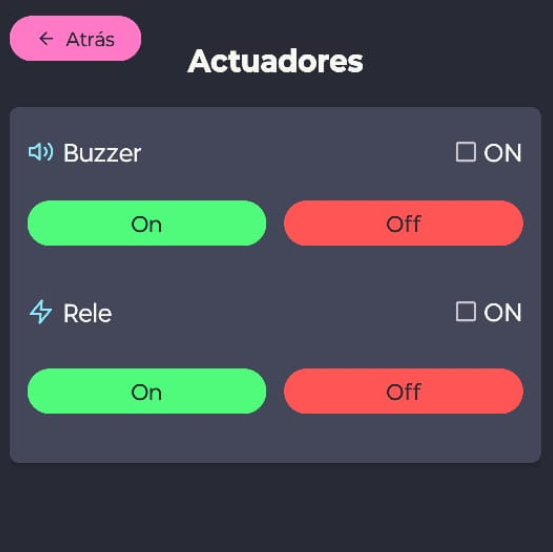 Atrás
Actuadores
Buzzer ON
On Off
Rele ON
On Off